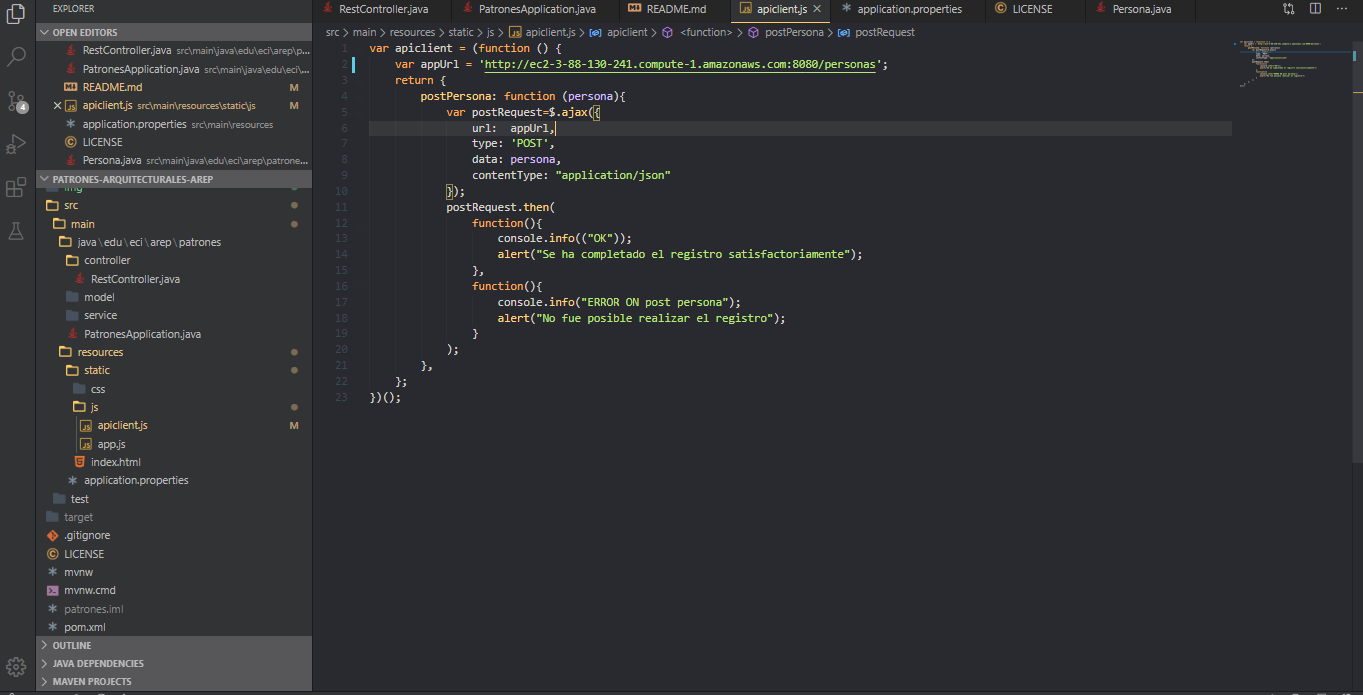 EXPLORER
RestController.java
PatronesApplication.java
README.md
apiclient.js
application.properties
LICENSE
Persona.java
OPEN EDITORS
RestController.java src\main\java\edu\eci\arep\p...
PatronesApplication.java src\main\java\edu\eci\...
README.md M
apiclient.js src\main\resources\static\js M
application.properties src\main\resources
LICENSE
Persona.java src\main\java\edu\eci\arep\patrone...
PATRONES-ARQUITECTURALES-AREP
img
src
main
java\edu\eci\arep\patrones
controller
RestController.java
model
service
PatronesApplication.java
resources
static
css
js
apiclient.js M
app.js
index.html
application.properties
test
target
.gitignore
LICENSE
mvnw
mvnw.cmd
patrones.iml
pom.xml
OUTLINE
JAVA DEPENDENCIES
MAVEN PROJECTS
4
src > main > resources > static > js > apiclient.js > apiclient > <function> > postPersona > postRequest
1 var apiclient = (function () {
2 var appUrl = 'http://ec2-3-88-130-241.compute-1.amazonaws.com:8080/personas';
3 return {
4 postPersona: function (persona){
5 var postRequest=$.ajax({
6 url:  appUrl,
7 type: 'POST',
8 data: persona,
9 contentType: "application/json"
10 });
11 postRequest.then(
12 function(){
13 console.info(("OK"));
14 alert("Se ha completado el registro satisfactoriamente");
15 },
16 function(){
17 console.info("ERROR ON post persona");
18 alert("No fue posible realizar el registro");
19 }
20 );
21 },
22 };
23 })();